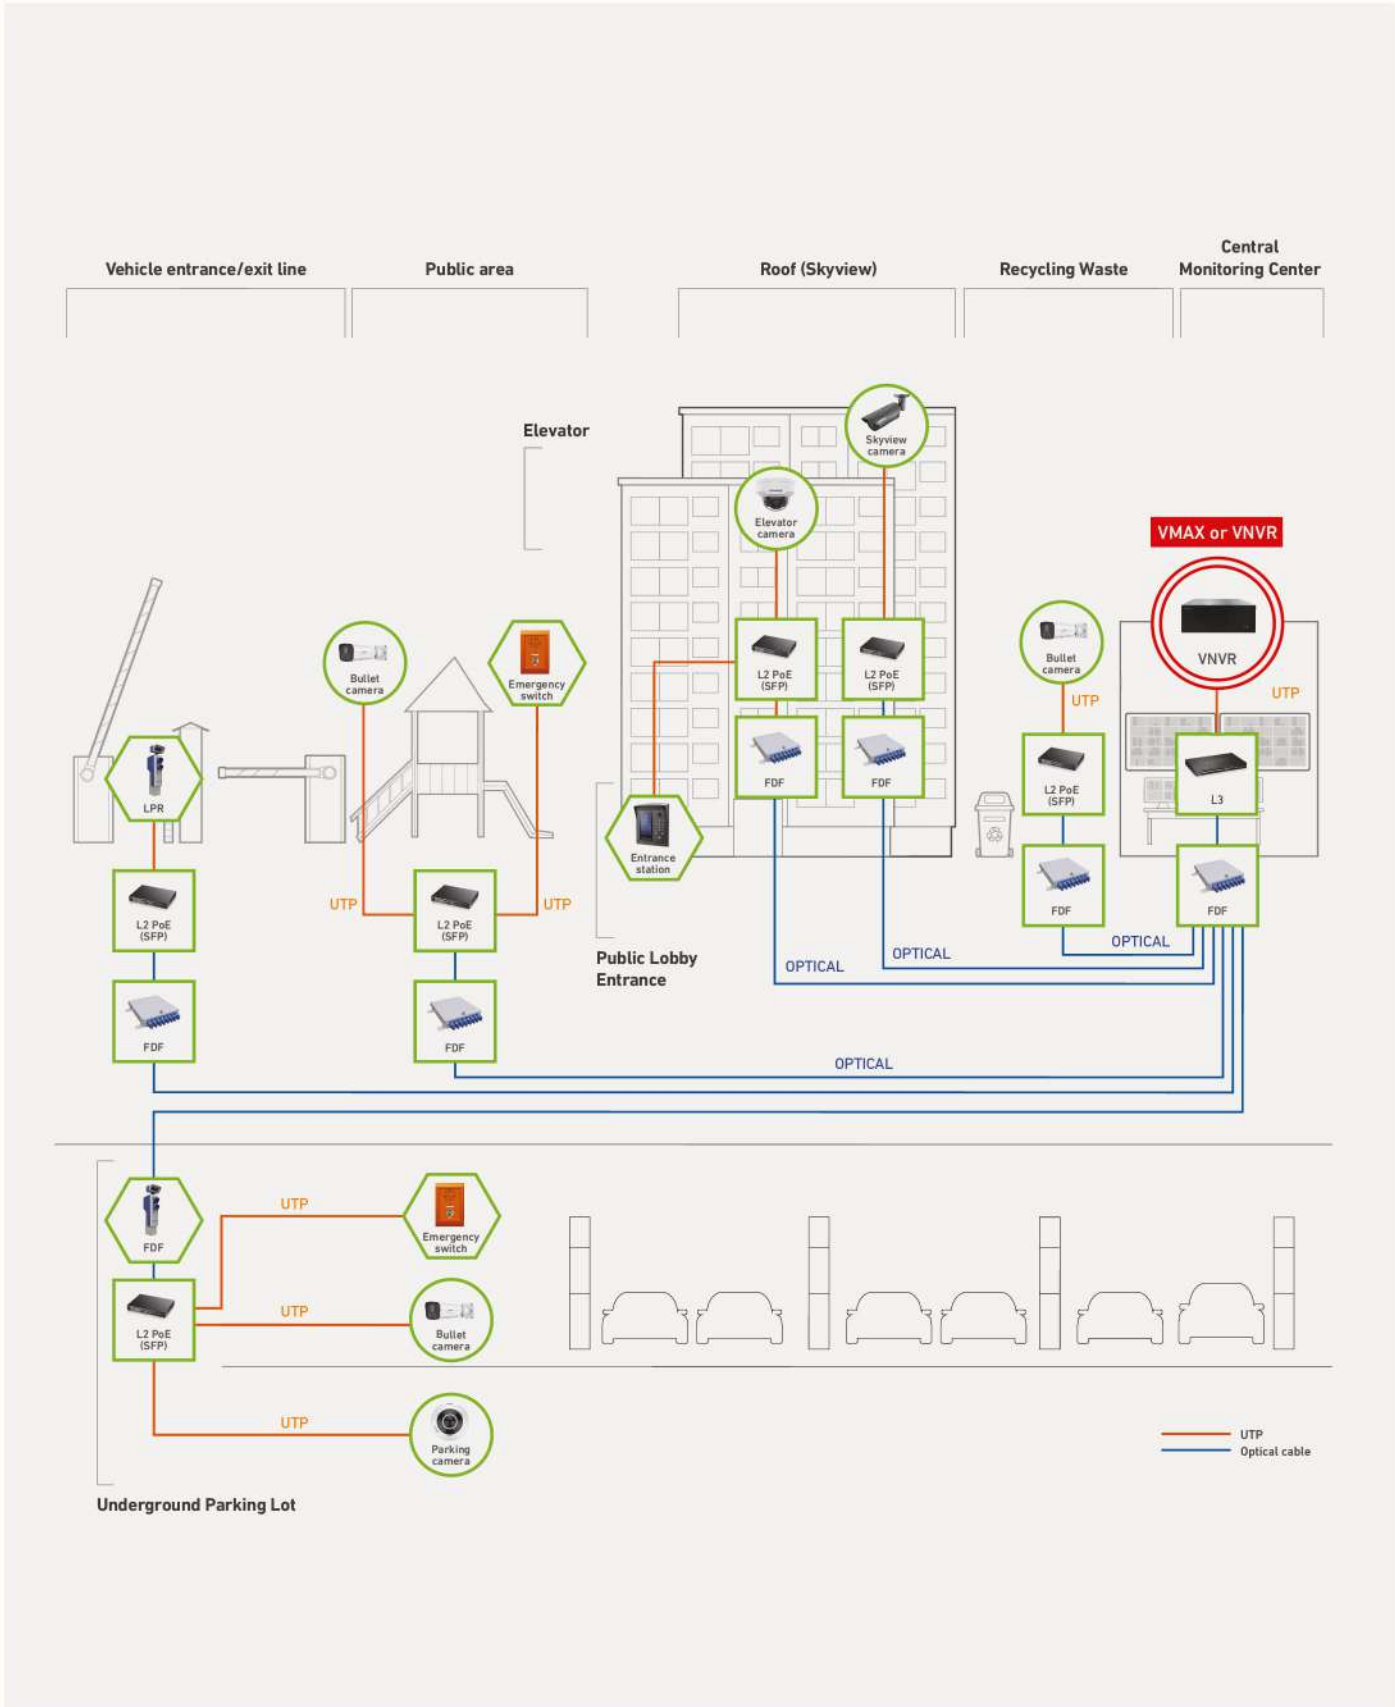 Vehicle entrance/exit line
Public area
Roof (Skyview)
Recycling Waste
Central
Monitoring Center
Elevator
Skyview
camera
Elevator
camera
VMAX or VNVR
VNVR
UTP
Bullet
camera
Emergency
switch
Bullet
camera
UTP
L2 PoE
(SFP)
L2 PoE
(SFP)
FDF
FDF
LPR
L2 PoE
(SFP)
L3
Entrance
station
UTP
UTP
L2 PoE
(SFP)
L2 PoE
(SFP)
FDF
FDF
Public Lobby
Entrance
OPTICAL
OPTICAL
OPTICAL
FDF
FDF
OPTICAL
FDF
UTP
Emergency
switch
L2 PoE
(SFP)
UTP
Bullet
camera
UTP
Parking
camera
UTP
Optical cable
Underground Parking Lot